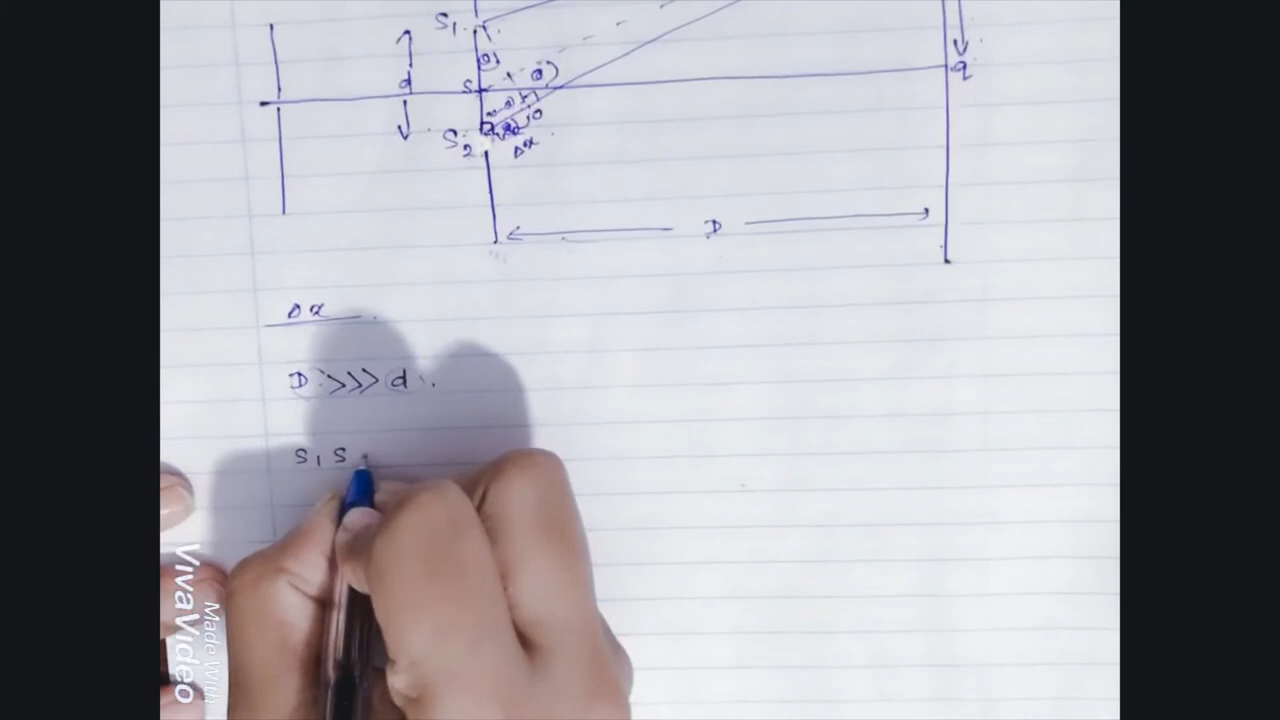 S1
d
S
S2
Δx
q
D
Δx
D >>> d
S1 S
Made With
VivaVideo